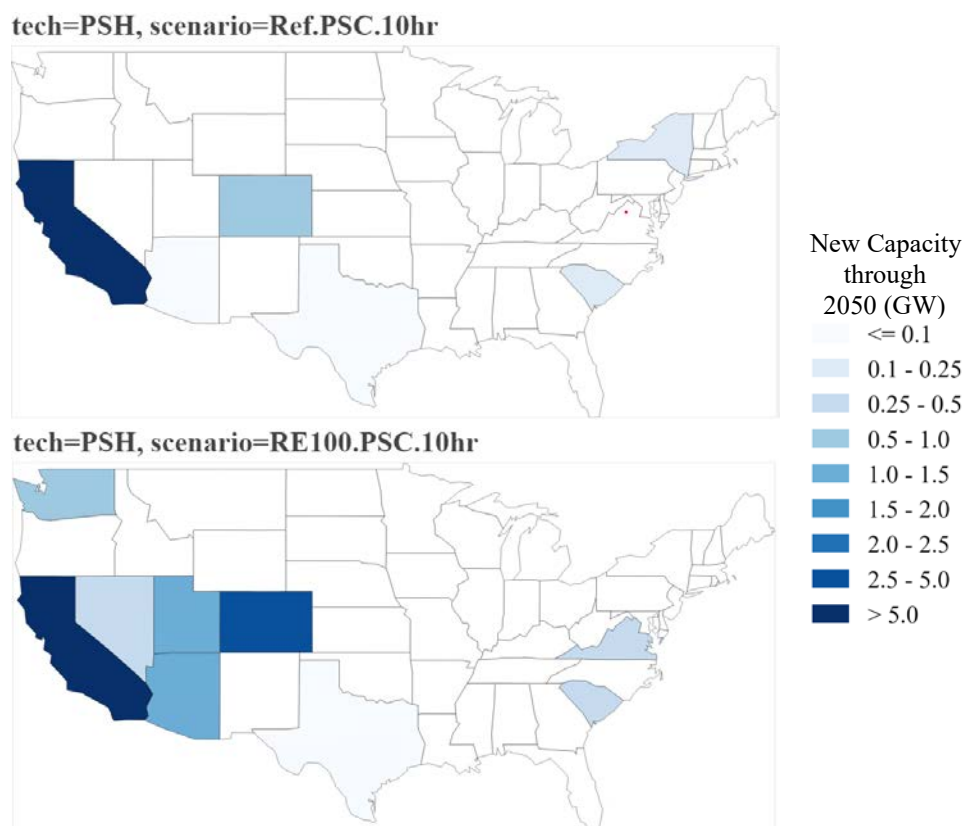 tech=PSH, scenario=Ref.PSC.10hr
New Capacity
through
2050 (GW)
<= 0.1
0.1 - 0.25
0.25 - 0.5
0.5 - 1.0
1.0 - 1.5
1.5 - 2.0
2.0 - 2.5
2.5 - 5.0
> 5.0
tech=PSH, scenario=RE100.PSC.10hr